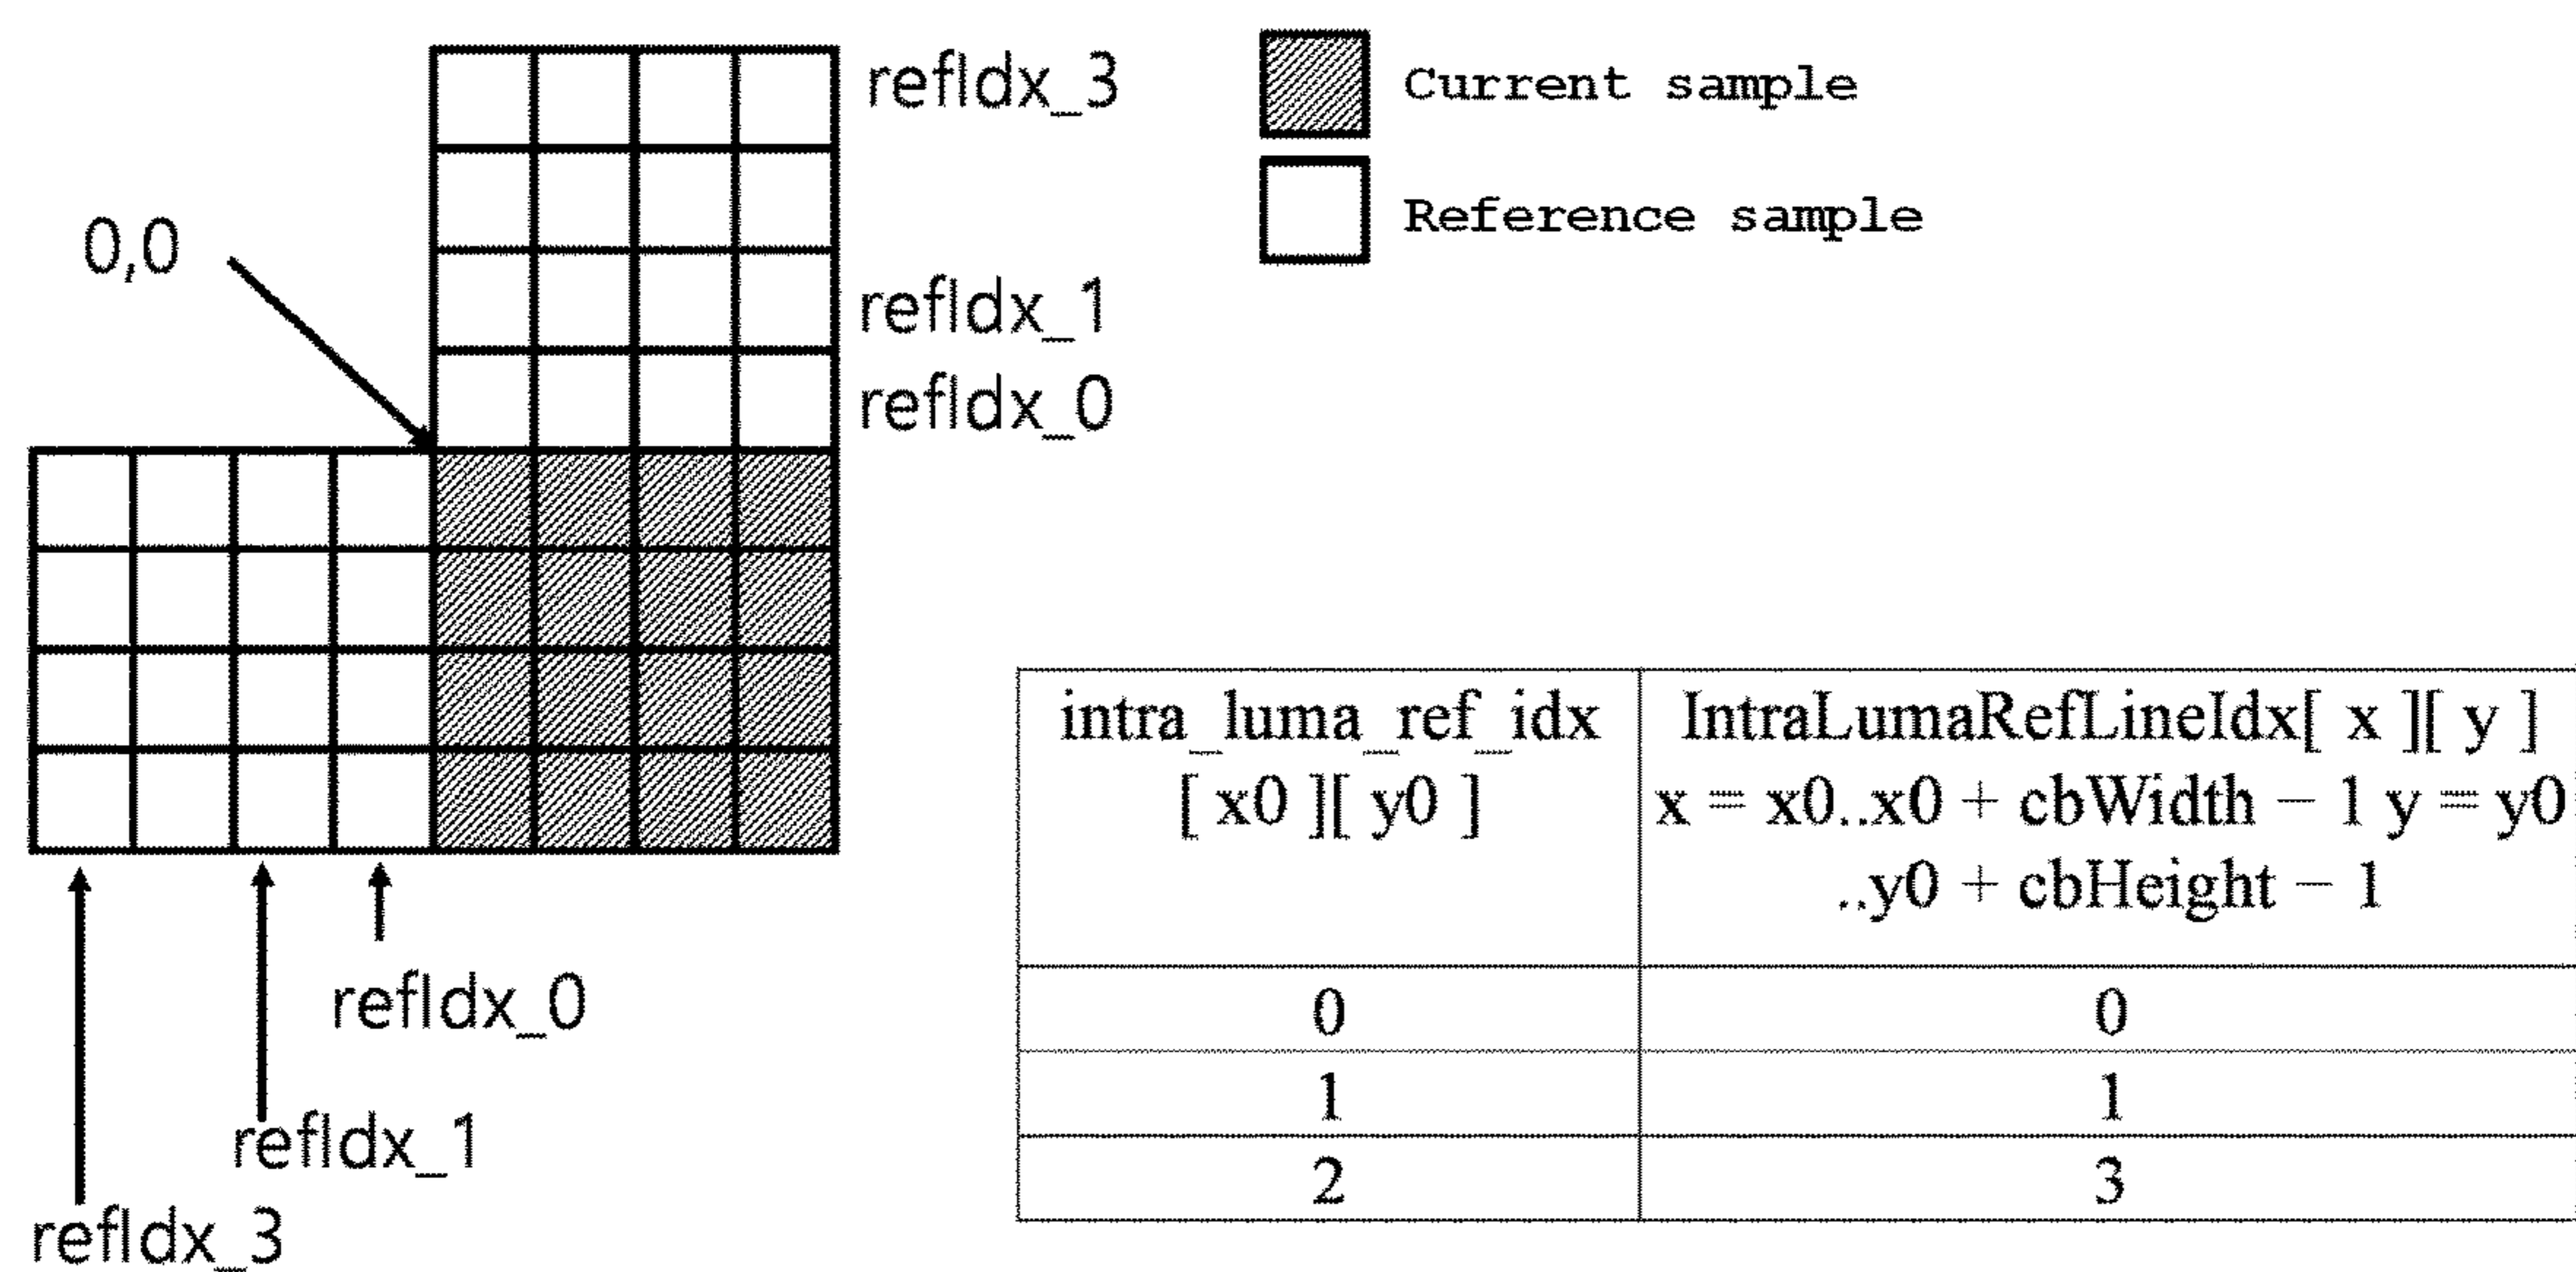 refIdx_3
Current sample
Reference sample
0,0
refIdx_1
refIdx_0
intra_luma_ref_idx
[ x0 ][ y0 ]
IntraLumaRefLineIdx[ x ][ y ]
x = x0..x0 + cbWidth − 1 y = y0
..y0 + cbHeight − 1
0
0
1
1
2
3
refIdx_0
refIdx_1
refIdx_3